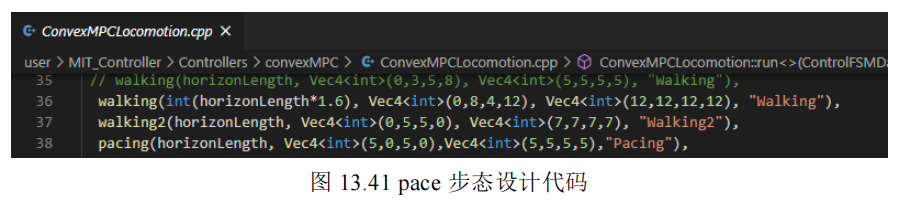 ConvexMPCLocomotion.cpp ×
user > MIT_Controller > Controllers > convexMPC > ConvexMPCLocomotion.cpp > ConvexMPCLocomotion::run<>(ControlFSMDa
35 // walking(horizonLength, Vec4<int>(0,3,5,8), Vec4<int>(5,5,5,5), "Walking"),
36 walking(int(horizonLength*1.6), Vec4<int>(0,8,4,12), Vec4<int>(12,12,12,12), "Walking"),
37 walking2(horizonLength, Vec4<int>(0,5,5,0), Vec4<int>(7,7,7,7), "Walking2"),
38 pacing(horizonLength, Vec4<int>(5,0,5,0),Vec4<int>(5,5,5,5),"Pacing"),
图 13.41 pace 步态设计代码